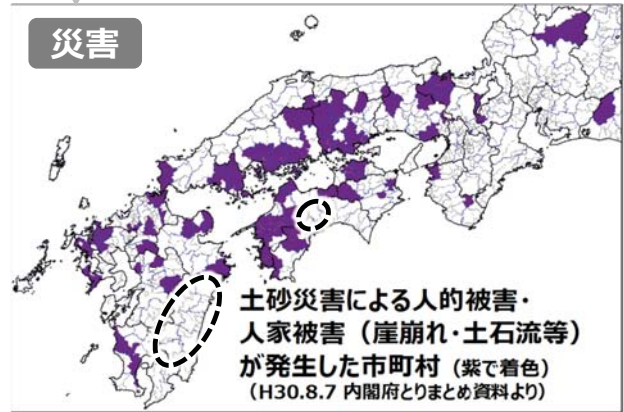 災害
土砂災害による人的被害・
人家被害（崖崩れ・土石流等）
が発生した市町村（紫で着色）
（H30.8.7 内閣府とりまとめ資料より）